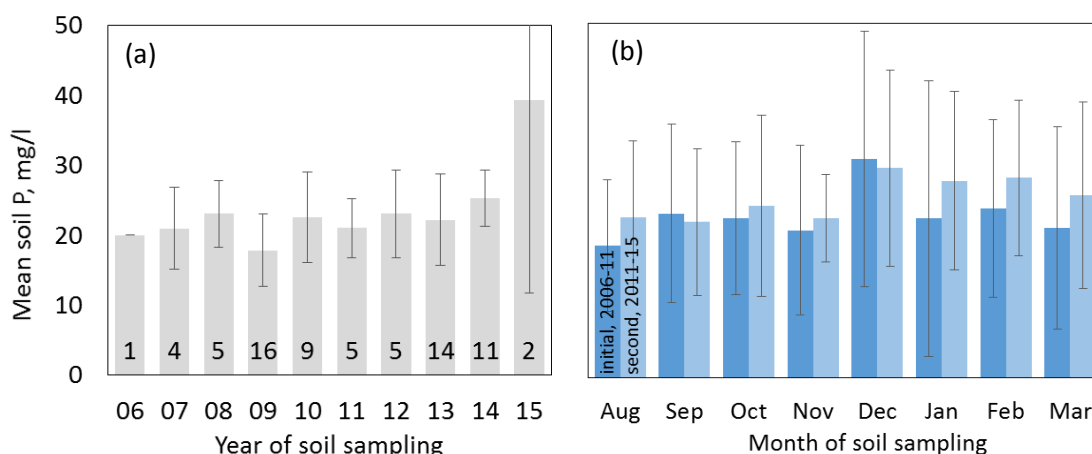 (a)
Mean soil P, mg/l
50
40
30
20
10
0
1 4 5 16 9 5 5 14 11 2
06 07 08 09 10 11 12 13 14 15
Year of soil sampling
(b)
initial, 2006-11
second, 2011-15
Aug Sep Oct Nov Dec Jan Feb Mar
Month of soil sampling